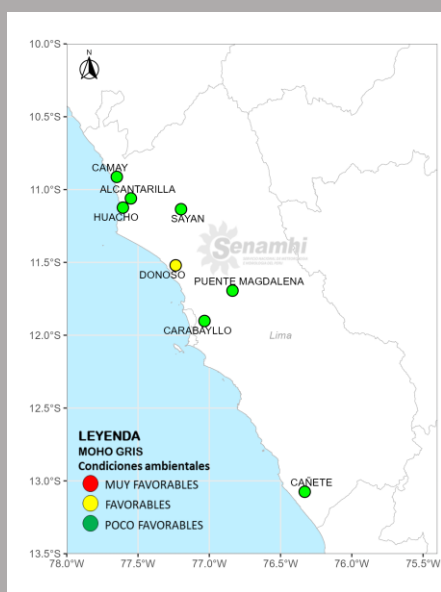 10.0°S
N
10.5°S
CAMAY
11.0°S
ALCANTARILLA
HUACHO
SAYAN
Senamhi
11.5°S
DONOSO
PUENTE MAGDALENA
CARABAYLLO
12.0°S
Lima
12.5°S
LEYENDA
MOHO GRIS
Condiciones ambientales
MUY FAVORABLES
FAVORABLES
POCO FAVORABLES
13.0°S
CAÑETE
13.5°S
78.0°W 77.5°W 77.0°W 76.5°W 76.0°W 75.5°W